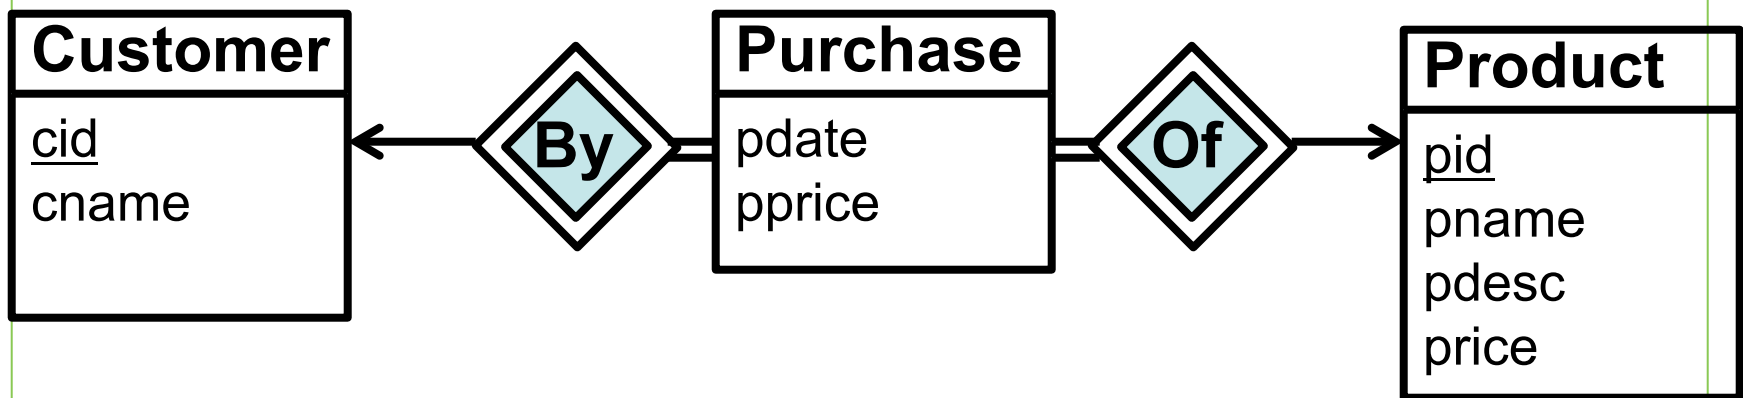 Customer
cid
cname
By
Purchase
pdate
pprice
Of
Product
pid
pname
pdesc
price